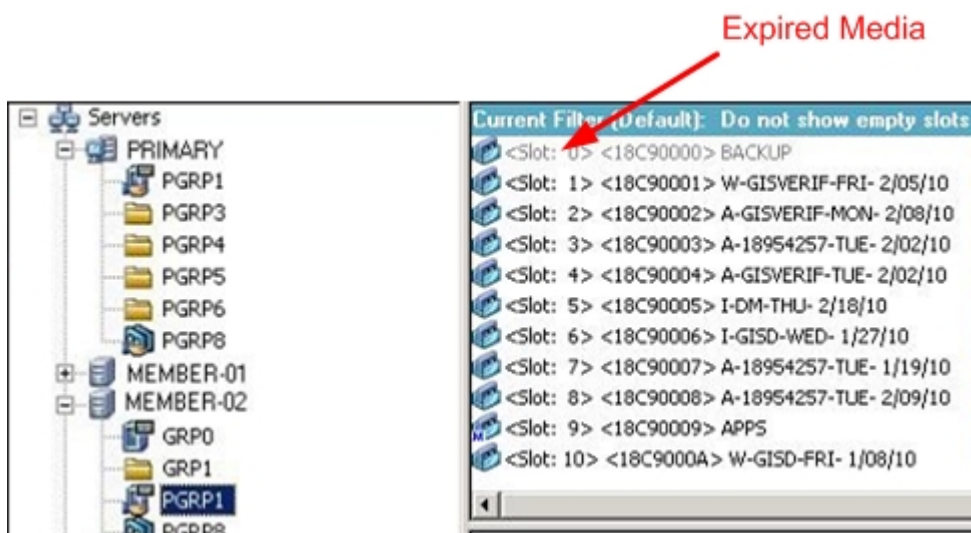 Expired Media
Servers
PRIMARY
PGRP1
PGRP3
PGRP4
PGRP5
PGRP6
PGRP8
MEMBER-01
MEMBER-02
GRP0
GRP1
PGRP1
PGRP8
Current Filter (Default): Do not show empty slots
<Slot: 0> <18C90000> BACKUP
<Slot: 1> <18C90001> W-GISVERIF-FRI- 2/05/10
<Slot: 2> <18C90002> A-GISVERIF-MON- 2/08/10
<Slot: 3> <18C90003> A-18954257-TUE- 2/02/10
<Slot: 4> <18C90004> A-GISVERIF-TUE- 2/02/10
<Slot: 5> <18C90005> I-DM-THU- 2/18/10
<Slot: 6> <18C90006> I-GISD-WED- 1/27/10
<Slot: 7> <18C90007> A-18954257-TUE- 1/19/10
<Slot: 8> <18C90008> A-18954257-TUE- 2/09/10
<Slot: 9> <18C90009> APPS
<Slot: 10> <18C9000A> W-GISD-FRI- 1/08/10